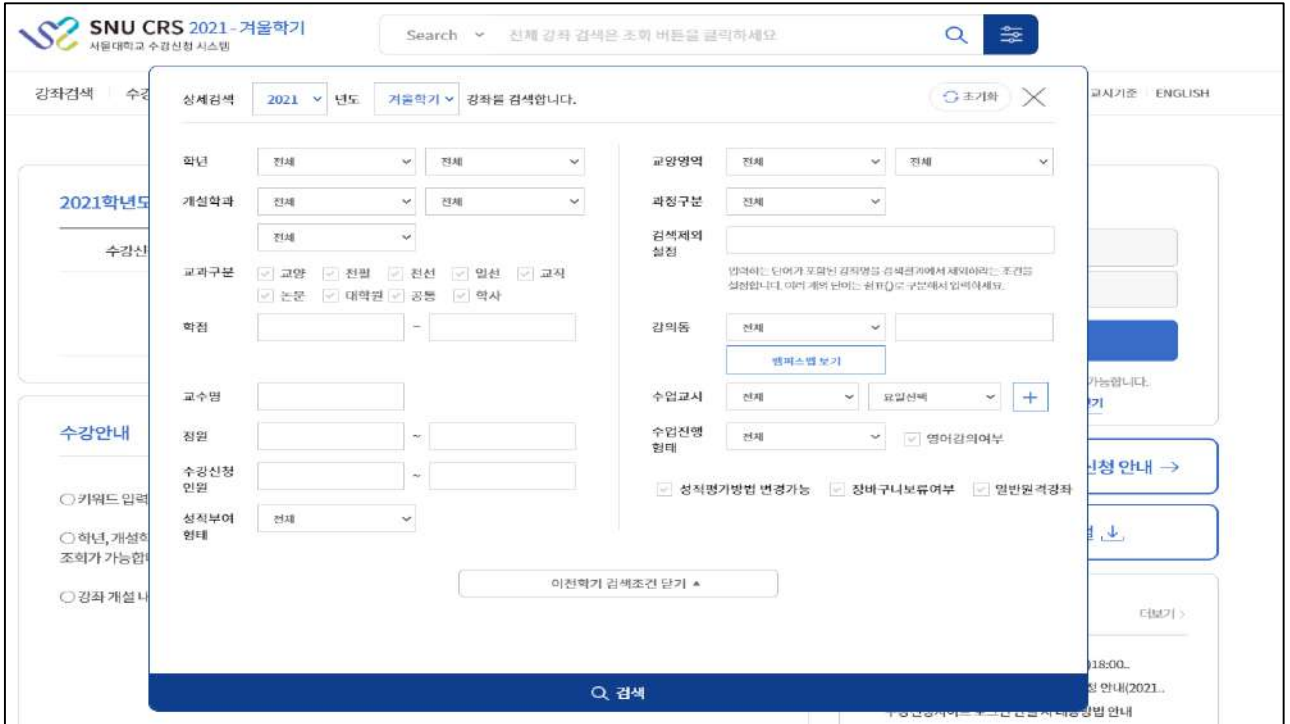 SNU CRS 2021-겨울학기
서울대학교 수강신청 시스템
Search 전체 강좌 검색은 조회 버튼을 클릭하세요
강좌검색 수강
교시기준 ENGLISH
상세검색 2021 년도 겨울학기 강좌를 검색합니다. 초기화
2021학년도
수강신
학년 전체 전체
개설학과 전체 전체
전체
교과구분 교양 전필 전선 일선 교직
논문 대학원 공통 학사
학점 ~
교수명
정원 ~
수강신청
인원 ~
성적부여
형태 전체
교양영역 전체 전체
과정구분 전체
검색제외
설정
입력하는 단어가 포함된 강좌명을 검색결과에서 제외하라는 조건을
설정합니다. 여러 개의 단어는 쉼표(,)로 구분해서 입력하세요.
강의동 전체
캠퍼스맵 보기
수업교시 전체 요일선택 +
수업진행
형태 전체 영어강의여부
성적평가방법 변경가능 장바구니보류여부 일반원격강좌
이전학기 검색조건 닫기 ▲
검색
수강안내
키워드 입력
학년, 개설학
조회가 가능합
강좌 개설 내
가능합니다.
신청 안내 →
더보기 >
)18:00..
안내(2021..